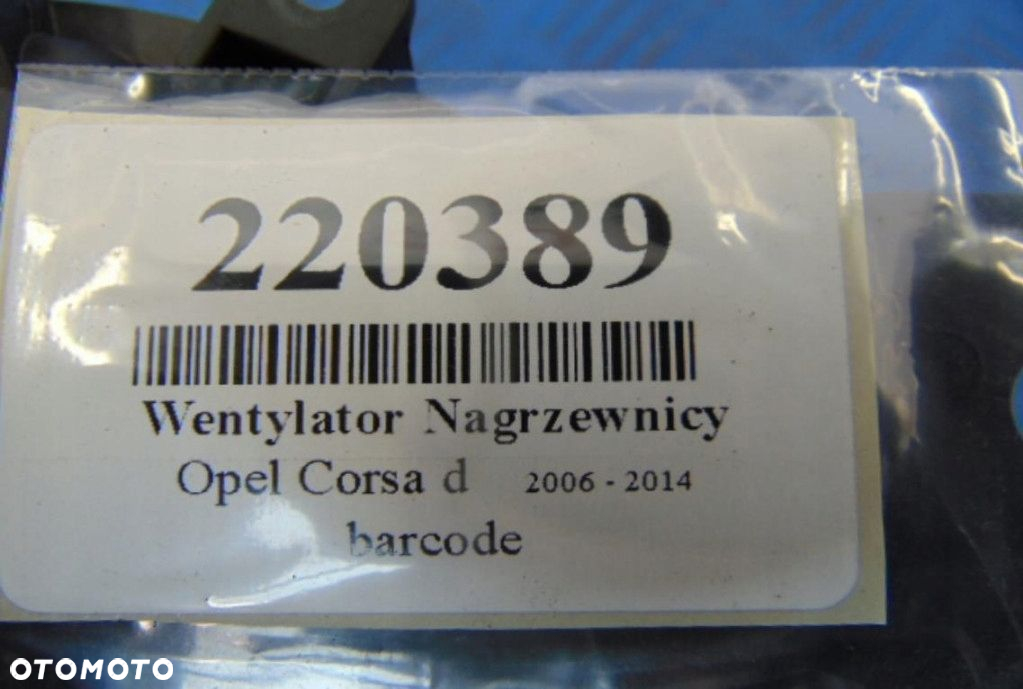 220389
Wentylator Nagrzewnicy
Opel Corsa d 2006 - 2014
barcode
OTOMOTO